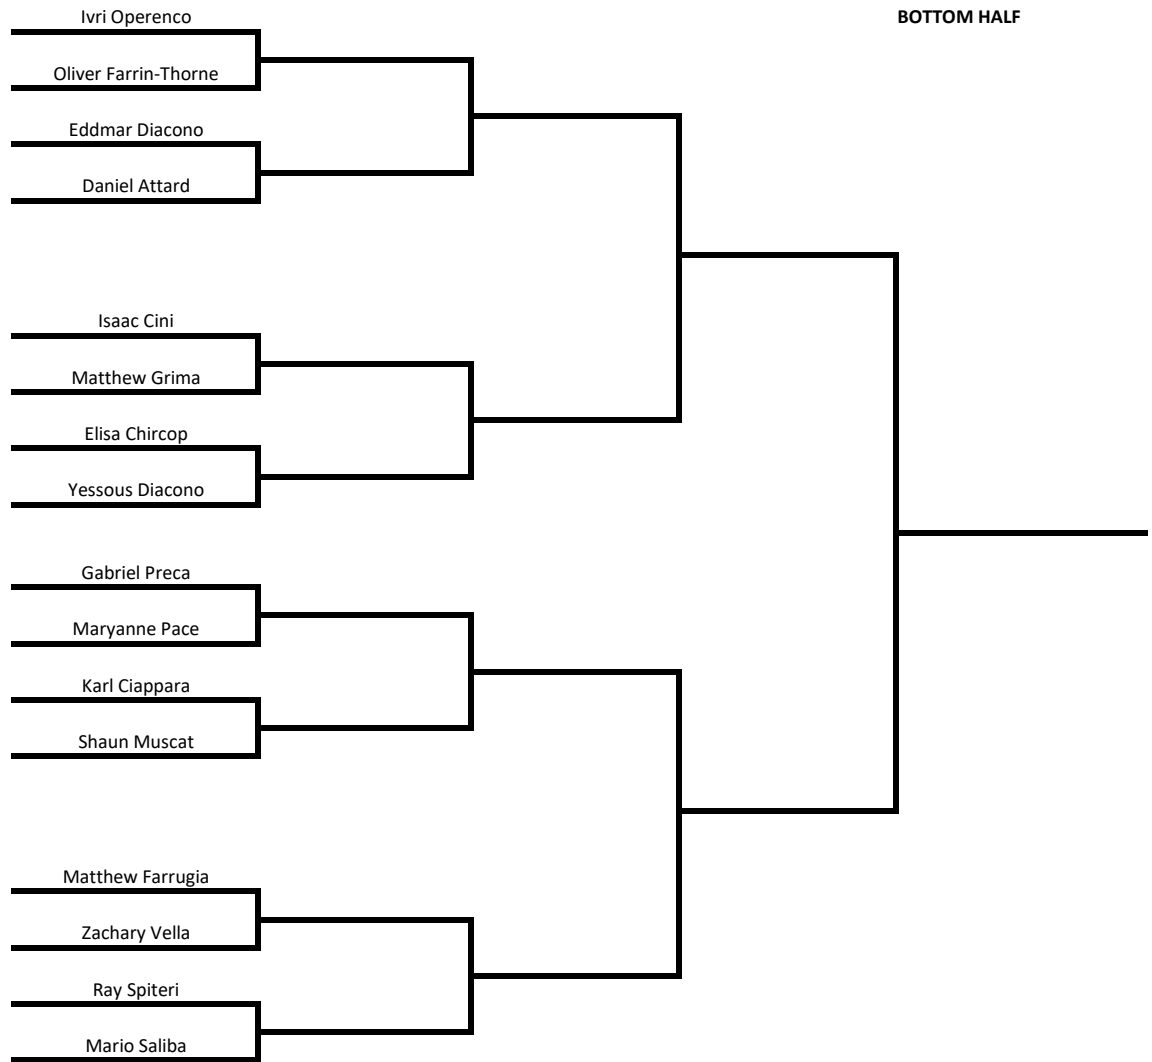 Ivri Operenco
BOTTOM HALF
Oliver Farrin-Thorne
Eddmar Diacono
Daniel Attard
Isaac Cini
Matthew Grima
Elisa Chircop
Yessous Diacono
Gabriel Preca
Maryanne Pace
Karl Ciappara
Shaun Muscat
Matthew Farrugia
Zachary Vella
Ray Spiteri
Mario Saliba